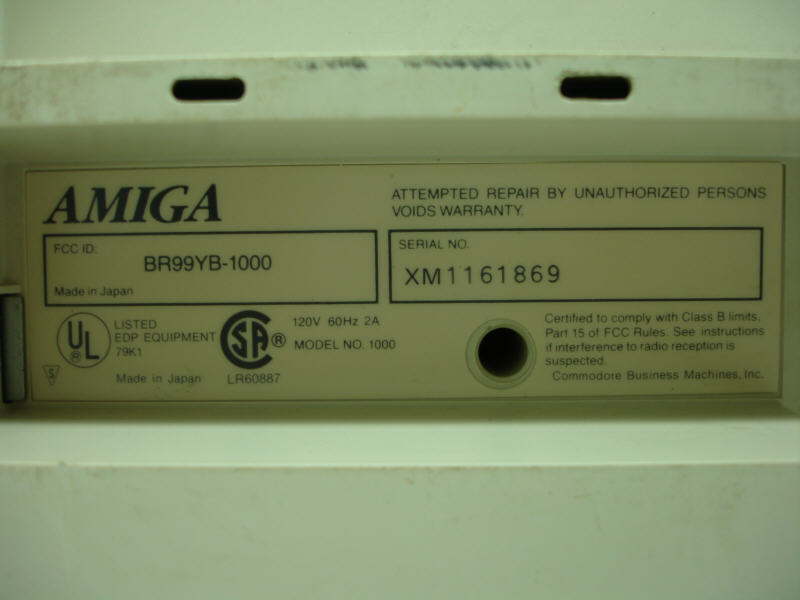 AMIGA
ATTEMPTED REPAIR BY UNAUTHORIZED PERSONS
VOIDS WARRANTY.
FCC ID:
BR99YB-1000
Made in Japan
SERIAL NO.
XM1161869
UL®
LISTED
EDP EQUIPMENT
79K1
S
Made in Japan
SA®
LR60887
120V 60Hz 2A
MODEL NO. 1000
Certified to comply with Class B limits,
Part 15 of FCC Rules. See instructions
if interference to radio reception is
suspected.
Commodore Business Machines, Inc.